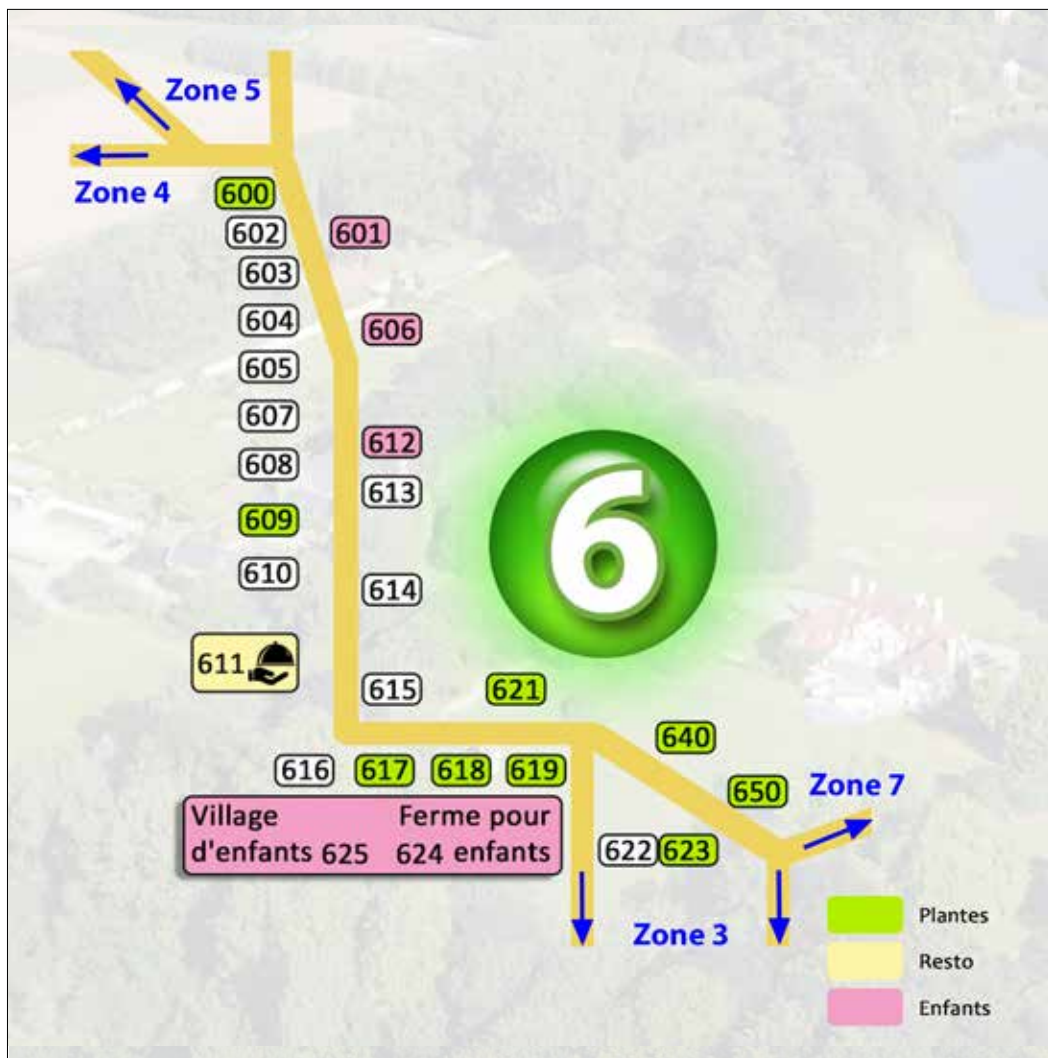 Zone 5
Zone 4
600
602 601
603
604 606
605
607
612
608
613
609
610 614
6
611
615 621
640
616 617 618 619
650 Zone 7
Village
d'enfants 625
Ferme pour
624 enfants
622 623
Zone 3
Plantes
Resto
Enfants